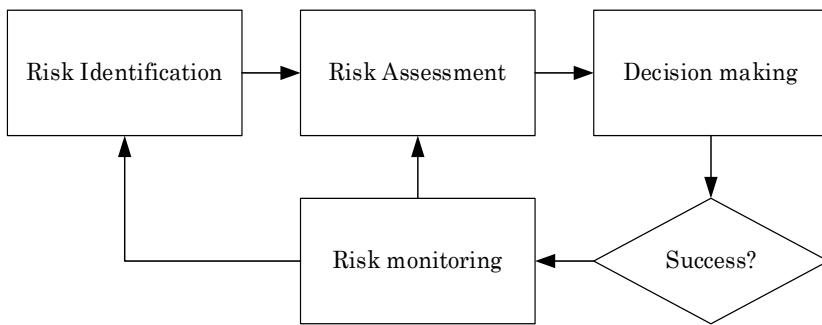 Risk Identification
Risk Assessment
Decision making
Risk monitoring
Success?